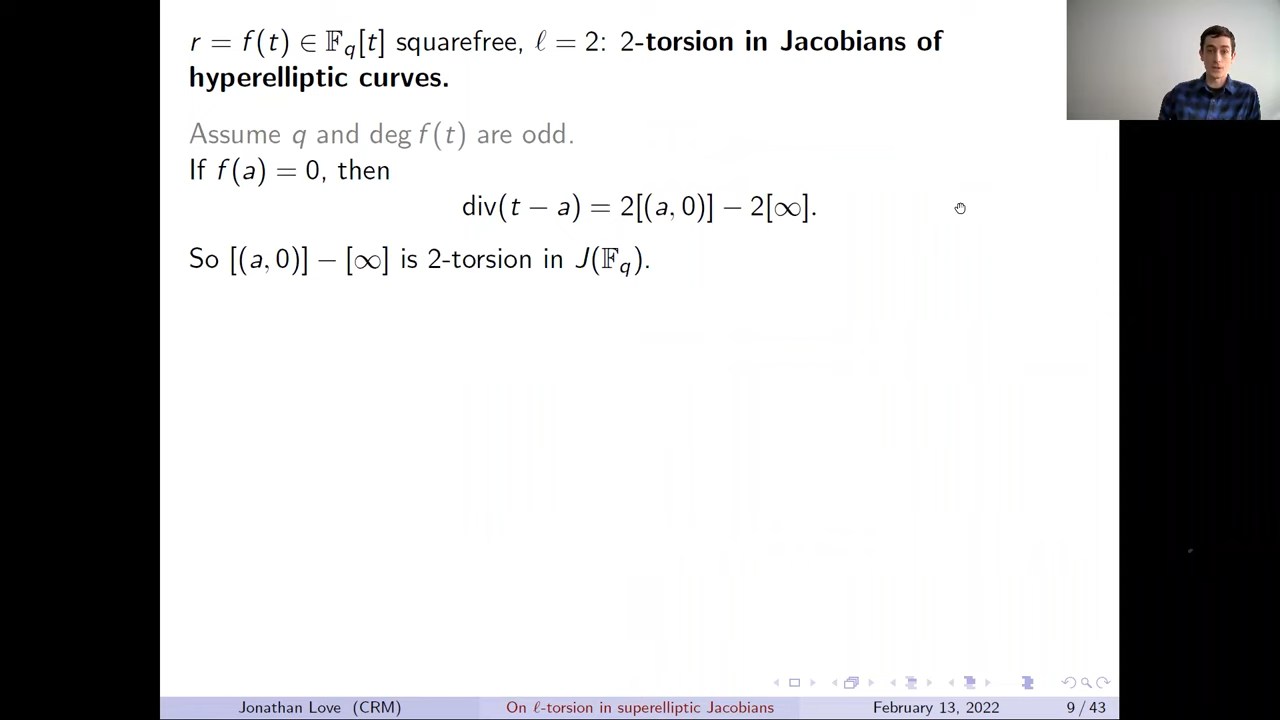 r = f(t) ∈ 𝔽_q[t] squarefree, ℓ = 2: 2-torsion in Jacobians of
hyperelliptic curves.
Assume q and deg f(t) are odd.
If f(a) = 0, then
div(t − a) = 2[(a, 0)] − 2[∞].
So [(a, 0)] − [∞] is 2-torsion in J(𝔽_q).
Jonathan Love (CRM) On ℓ-torsion in superelliptic Jacobians February 13, 2022 9 / 43